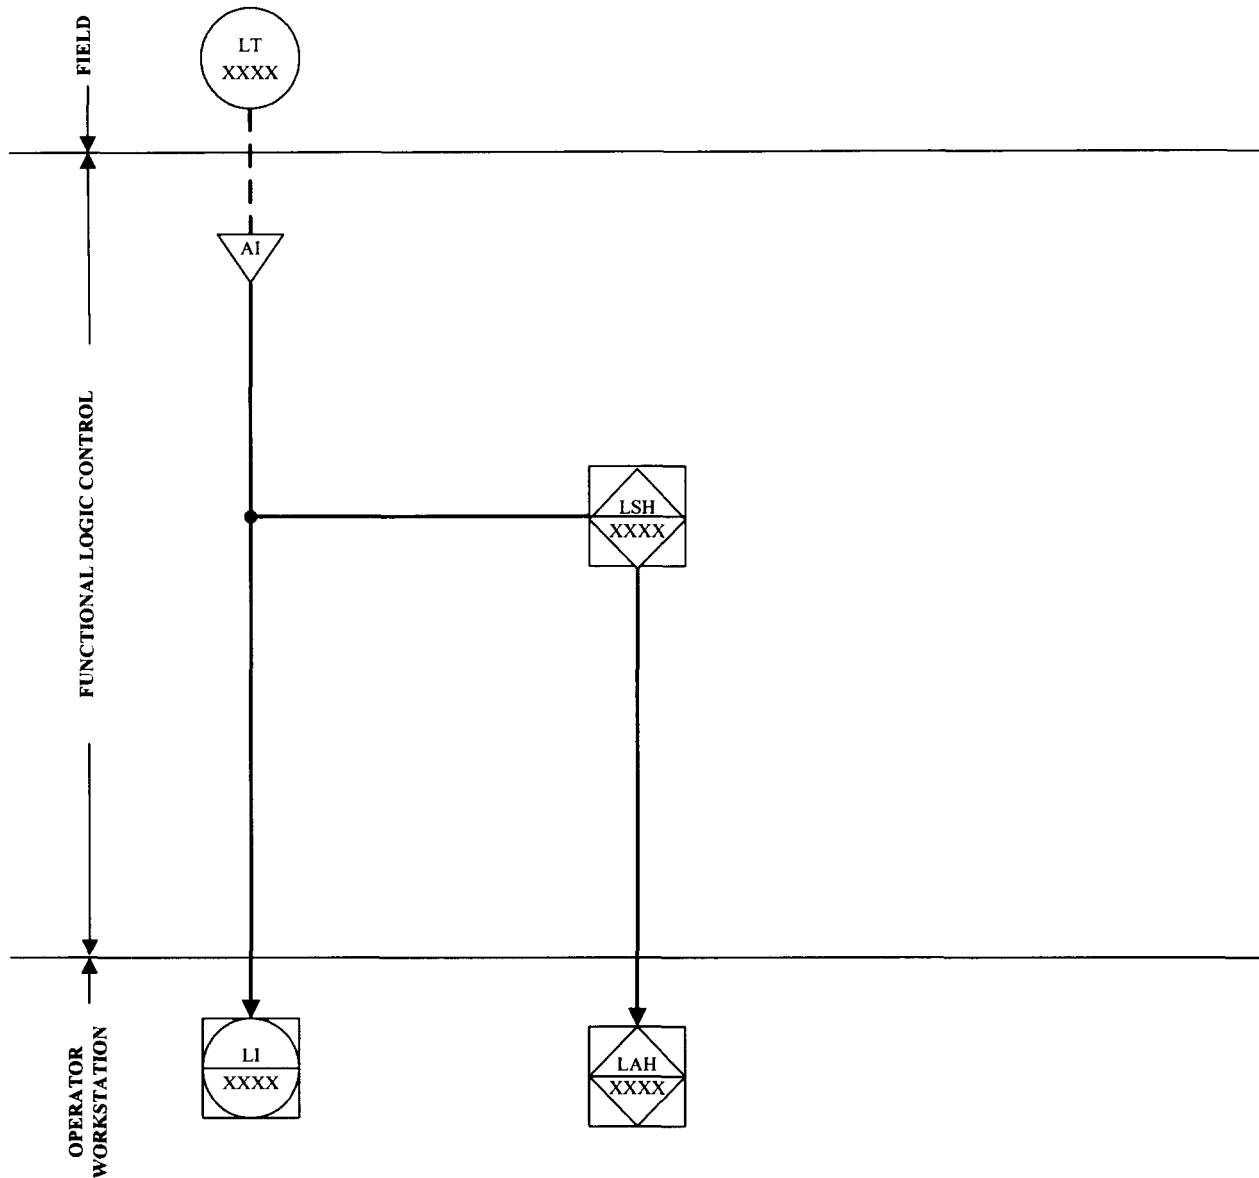 FIELD
LT
XXXX
AI
FUNCTIONAL LOGIC CONTROL
LSH
XXXX
OPERATOR
WORKSTATION
LI
XXXX
LAH
XXXX